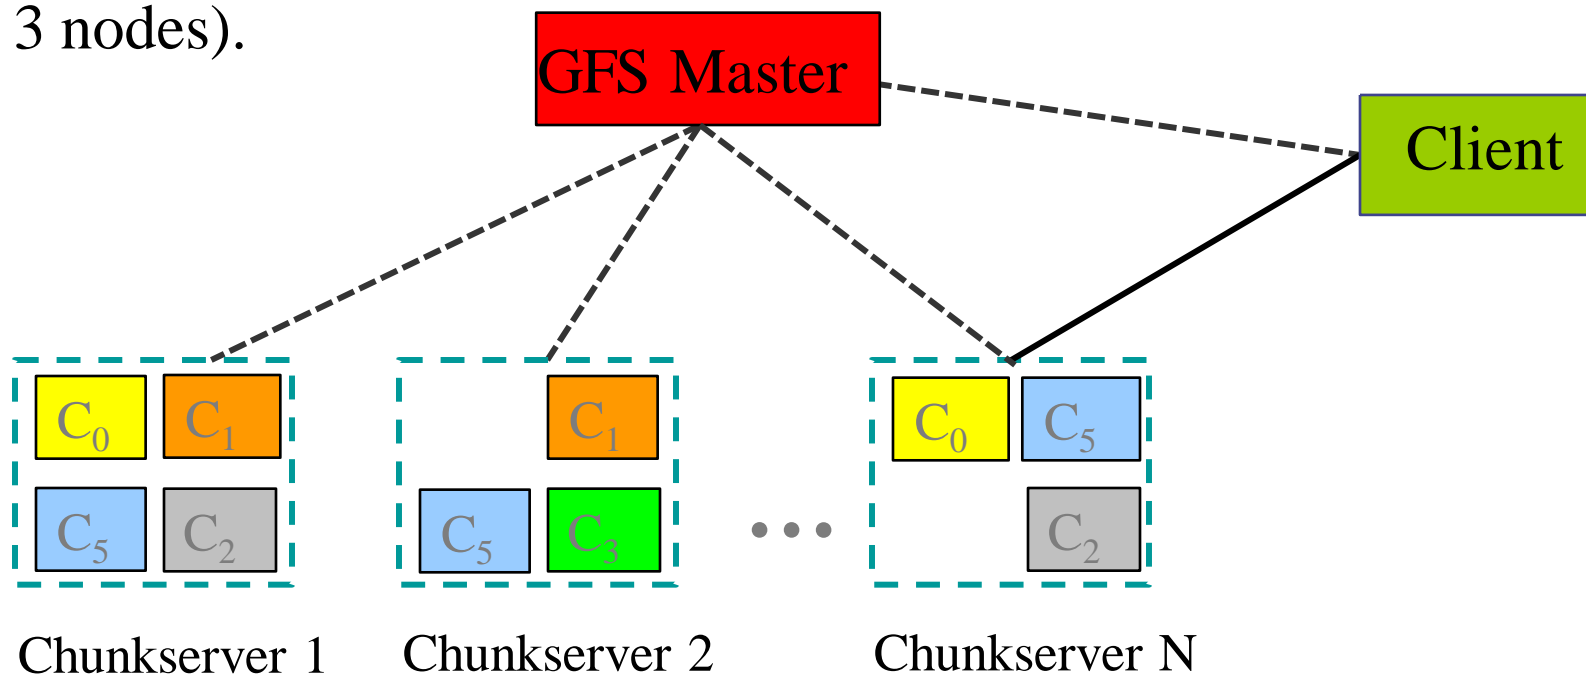 3 nodes).
GFS Master
Client
C0 C1 C1 C0 C5
C5 C2 C5 C3 C2
Chunkserver 1 Chunkserver 2 Chunkserver N